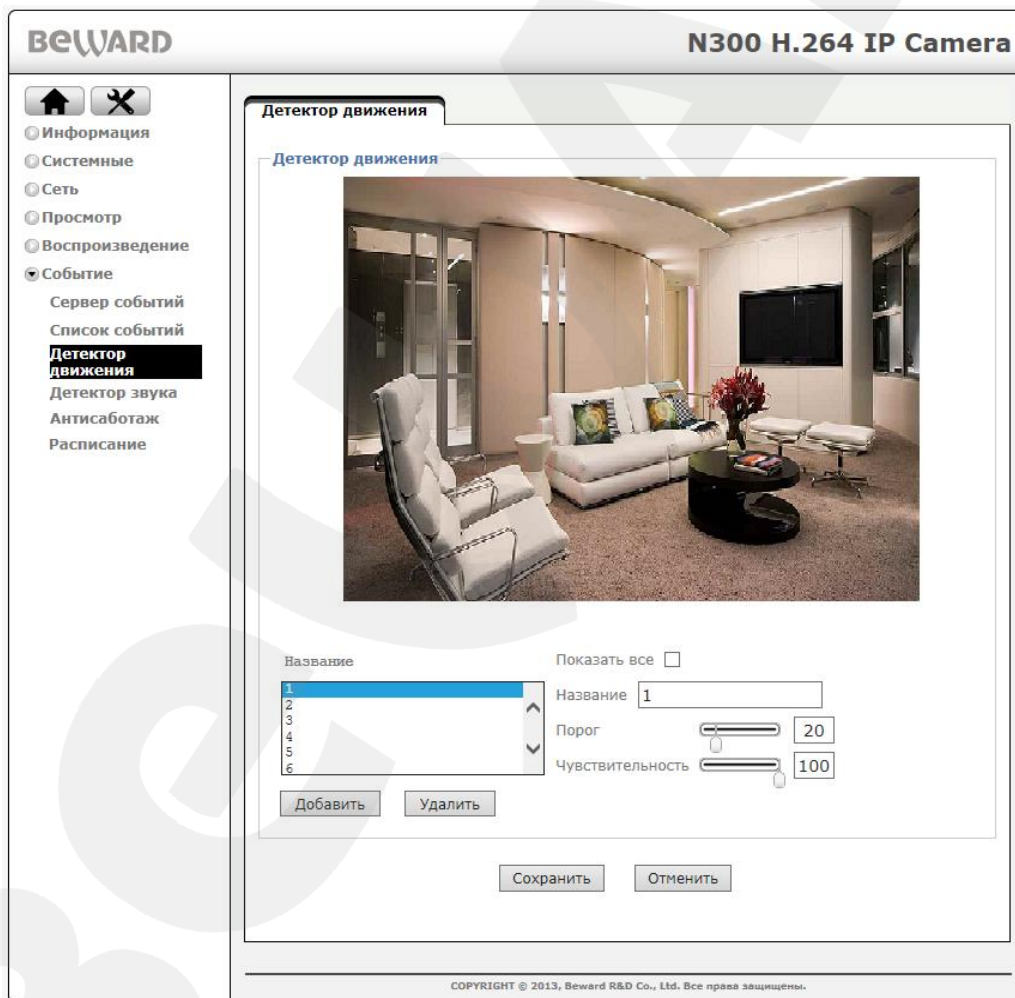 BEWARD
N300 H.264 IP Camera
Информация
Системные
Сеть
Просмотр
Воспроизведение
Событие
Сервер событий
Список событий
Детектор
движения
Детектор звука
Антисаботаж
Расписание
Детектор движения
Детектор движения
Название
1
2
3
4
5
6
Добавить Удалить
Показать все
Название 1
Порог 20
Чувствительность 100
Сохранить Отменить
COPYRIGHT © 2013, Beward R&D Co., Ltd. Все права защищены.